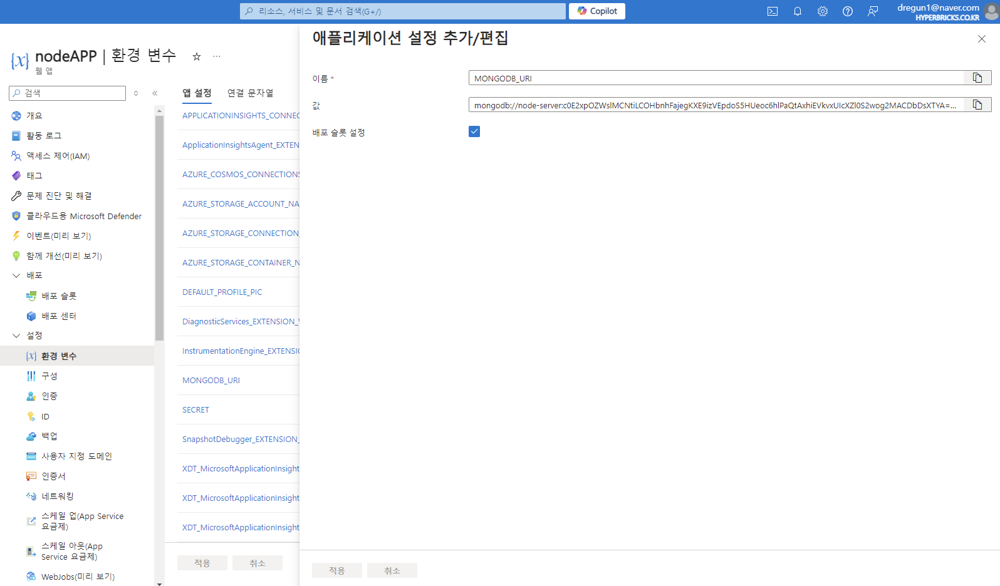 리소스, 서비스 및 문서 검색(G+/)
Copilot
dregun1@naver.com
HYPERBRICKS.CO.KR
nodeAPP | 환경 변수
웹 앱
검색
개요
활동 로그
액세스 제어(IAM)
태그
문제 진단 및 해결
클라우드용 Microsoft Defender
이벤트(미리 보기)
함께 개선(미리 보기)
배포
배포 슬롯
배포 센터
설정
환경 변수
구성
인증
ID
백업
사용자 지정 도메인
인증서
네트워킹
스케일 업(App Service
요금제)
스케일 아웃(App
Service 요금제)
WebJobs(미리 보기)
앱 설정 연결 문자열
APPLICATIONINSIGHTS_CONNEC
ApplicationInsightsAgent_EXTEN
AZURE_COSMOS_CONNECTIONS
AZURE_STORAGE_ACCOUNT_NA
AZURE_STORAGE_CONNECTION_
AZURE_STORAGE_CONTAINER_N
DEFAULT_PROFILE_PIC
DiagnosticServices_EXTENSION_V
InstrumentationEngine_EXTENSIO
MONGODB_URI
SECRET
SnapshotDebugger_EXTENSION_
XDT_MicrosoftApplicationInsight
XDT_MicrosoftApplicationInsight
XDT_MicrosoftApplicationInsight
적용 취소
애플리케이션 설정 추가/편집
이름 *
MONGODB_URI
값
mongodb://node-server:c0E2xpOZWslMCNtiLCOHbnhFajegKXE9izVEpdoS5HUeoc6hlPaQtAxhiEVkvxUIcXZl0S2wog2MACDbDsXTYA=...
배포 슬롯 설정
적용 취소